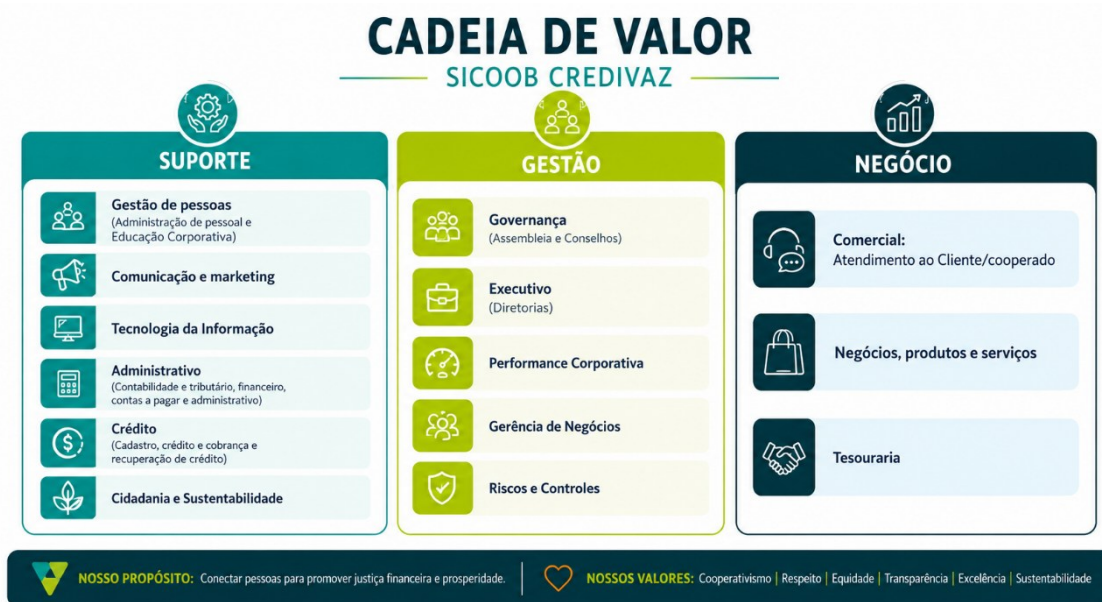 CADEIA DE VALOR
SICOOB CREDIVAZ
SUPORTE
Gestão de pessoas
(Administração de pessoal e
Educação Corporativa)
Comunicação e marketing
Tecnologia da Informação
Administrativo
(Contabilidade e tributário, financeiro,
contas a pagar e administrativo)
Crédito
(Cadastro, crédito e cobrança e
recuperação de crédito)
Cidadania e Sustentabilidade
GESTÃO
Governança
(Assembleia e Conselhos)
Executivo
(Diretorias)
Performance Corporativa
Gerência de Negócios
Riscos e Controles
NEGÓCIO
Comercial:
Atendimento ao Cliente/cooperado
Negócios, produtos e serviços
Tesouraria
NOSSO PROPÓSITO: Conectar pessoas para promover justiça financeira e prosperidade.
NOSSOS VALORES: Cooperativismo | Respeito | Equidade | Transparência | Excelência | Sustentabilidade